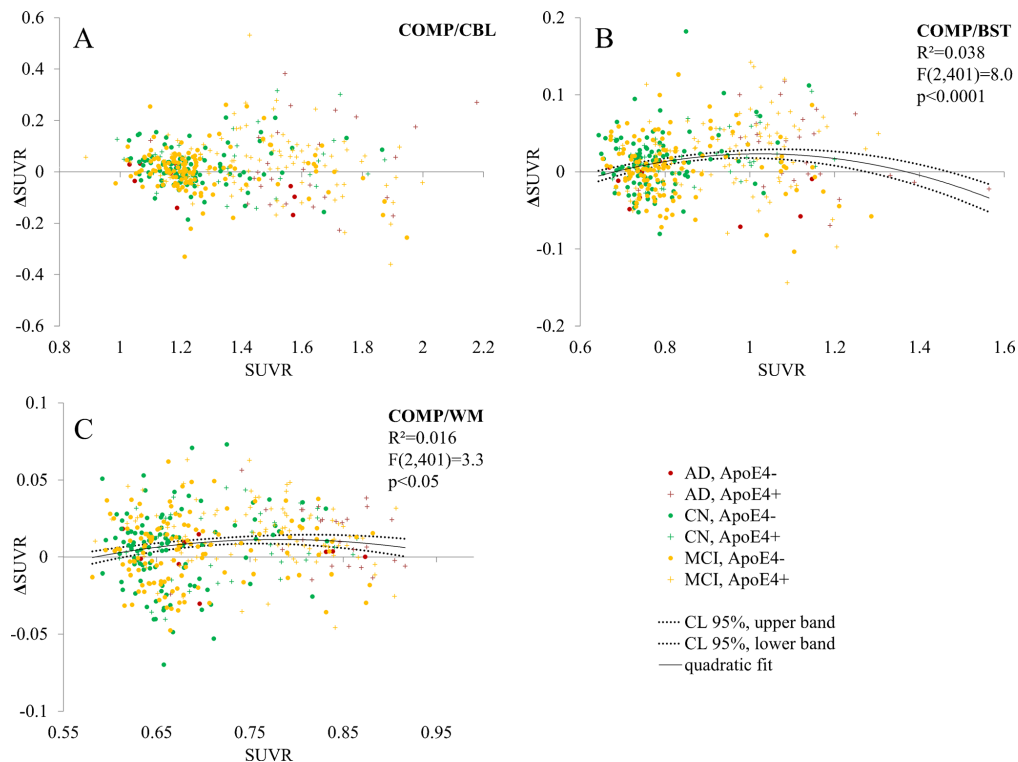 A
COMP/CBL
0.6
0.4
0.2
0
-0.2
-0.4
-0.6
ΔSUVR
0.8 1 1.2 1.4 1.6 1.8 2 2.2
SUVR
B
COMP/BST
R²=0.038
F(2,401)=8.0
p<0.0001
0.2
0.1
0
-0.1
-0.2
ΔSUVR
0.6 0.8 1 1.2 1.4 1.6
SUVR
C
COMP/WM
R²=0.016
F(2,401)=3.3
p<0.05
0.1
0.05
0
-0.05
-0.1
ΔSUVR
0.55 0.65 0.75 0.85 0.95
SUVR
AD, ApoE4-
AD, ApoE4+
CN, ApoE4-
CN, ApoE4+
MCI, ApoE4-
MCI, ApoE4+
CL 95%, upper band
CL 95%, lower band
quadratic fit